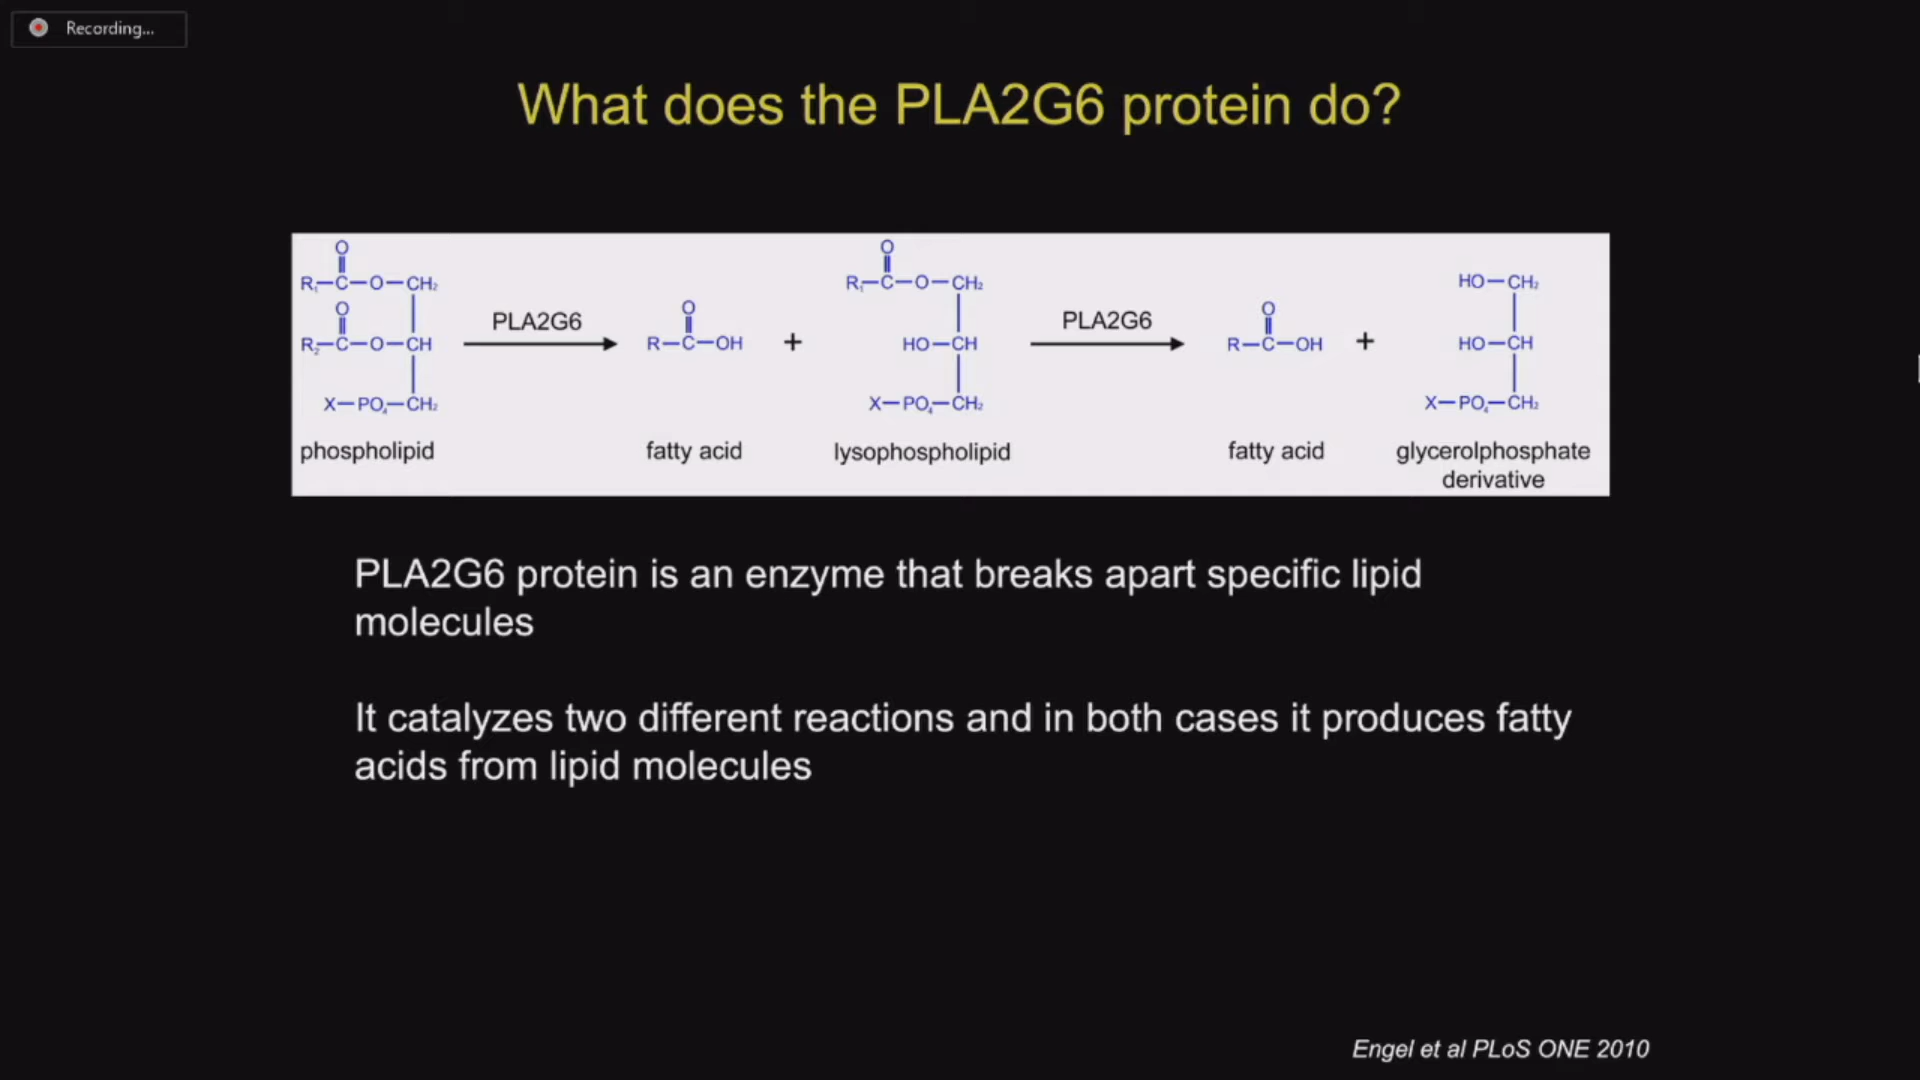 Recording...
What does the PLA2G6 protein do?
O
R₁—C—O—CH₂
O
R₂—C—O—CH
X—PO₄—CH₂
phospholipid
PLA2G6
O
R—C—OH
fatty acid
+
O
R₁—C—O—CH₂
HO—CH
X—PO₄—CH₂
lysophospholipid
PLA2G6
O
R—C—OH
fatty acid
+
HO—CH₂
HO—CH
X—PO₄—CH₂
glycerolphosphate
derivative
PLA2G6 protein is an enzyme that breaks apart specific lipid
molecules
It catalyzes two different reactions and in both cases it produces fatty
acids from lipid molecules
Engel et al PLoS ONE 2010